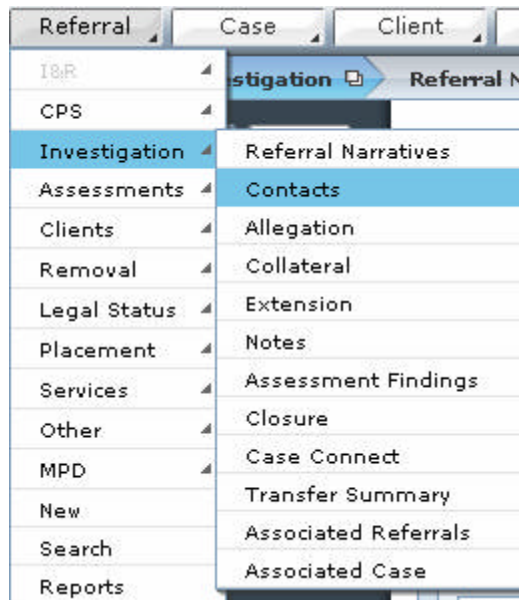 Referral Case Client
I&R
stigation Referral N
CPS
Investigation
Assessments
Clients
Removal
Legal Status
Placement
Services
Other
MPD
New
Search
Reports
Referral Narratives
Contacts
Allegation
Collateral
Extension
Notes
Assessment Findings
Closure
Case Connect
Transfer Summary
Associated Referrals
Associated Case